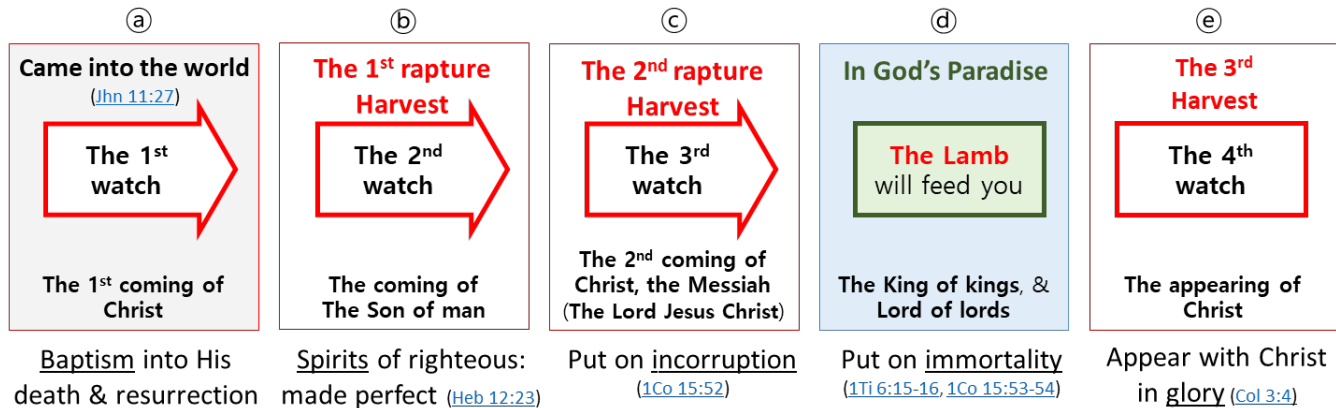 ⓐ
Came into the world
(Jhn 11:27)
The 1st
watch
The 1st coming of
Christ
Baptism into His
death & resurrection
ⓑ
The 1st rapture
Harvest
The 2nd
watch
The coming of
The Son of man
Spirits of righteous:
made perfect (Heb 12:23)
ⓒ
The 2nd rapture
Harvest
The 3rd
watch
The 2nd coming of
Christ, the Messiah
(The Lord Jesus Christ)
Put on incorruption
(1Co 15:52)
ⓓ
In God’s Paradise
The Lamb
will feed you
The King of kings, &
Lord of lords
Put on immortality
(1Ti 6:15-16, 1Co 15:53-54)
ⓔ
The 3rd
Harvest
The 4th
watch
The appearing of
Christ
Appear with Christ
in glory (Col 3:4)